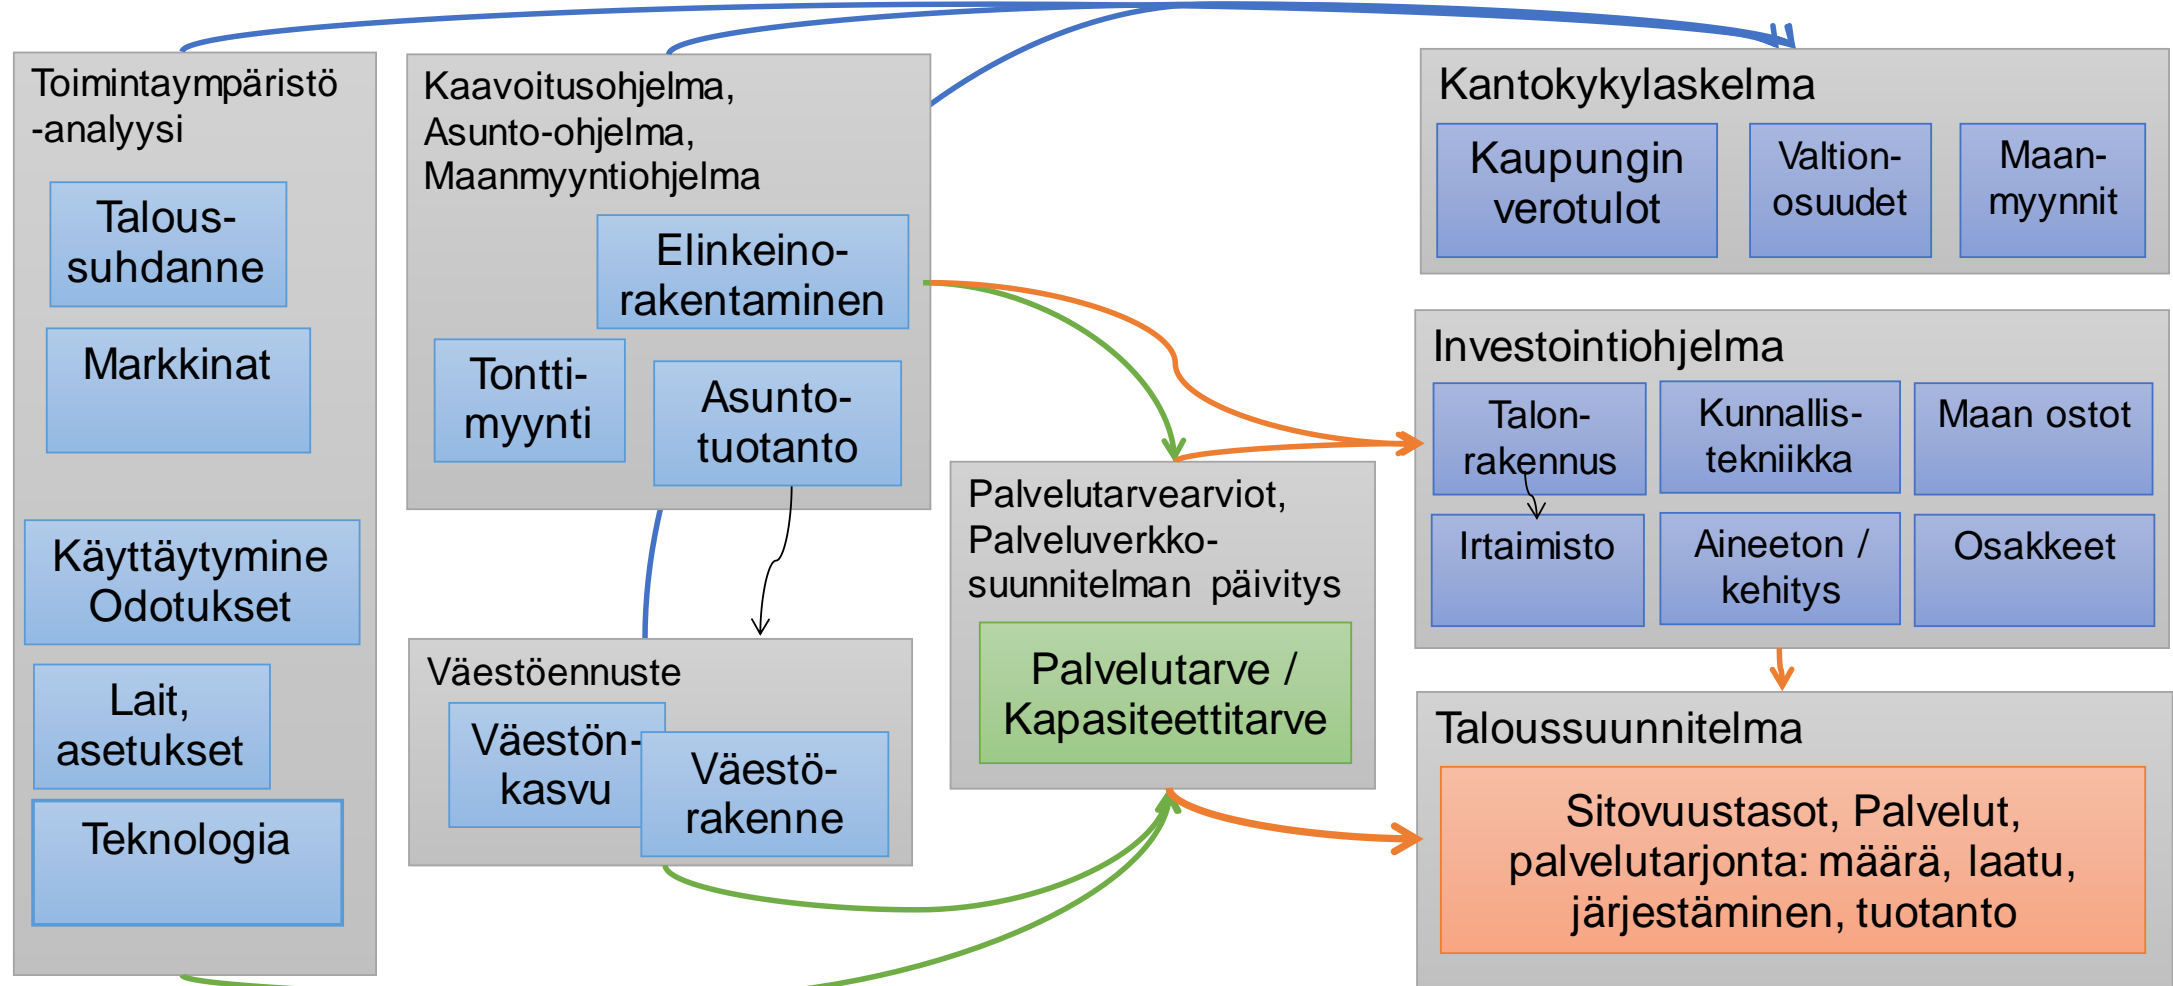 Toimintaympäristö
-analyysi
Talous-
suhdanne
Markkinat
Käyttäytymine
Odotukset
Lait,
asetukset
Teknologia
Kaavoitusohjelma,
Asunto-ohjelma,
Maanmyyntiohjelma
Elinkeino-
rakentaminen
Tontti-
myynti
Asunto-
tuotanto
Väestöennuste
Väestön-
kasvu
Väestö-
rakenne
Palvelutarvearviot,
Palveluverkko-
suunnitelman päivitys
Palvelutarve /
Kapasiteettitarve
Kantokykylaskelma
Kaupungin
verotulot
Valtion-
osuudet
Maan-
myynnit
Investointiohjelma
Talon-
rakennus
Kunnallis-
tekniikka
Maan ostot
Irtaimisto
Aineeton /
kehitys
Osakkeet
Taloussuunnitelma
Sitovuustasot, Palvelut,
palvelutarjonta: määrä, laatu,
järjestäminen, tuotanto